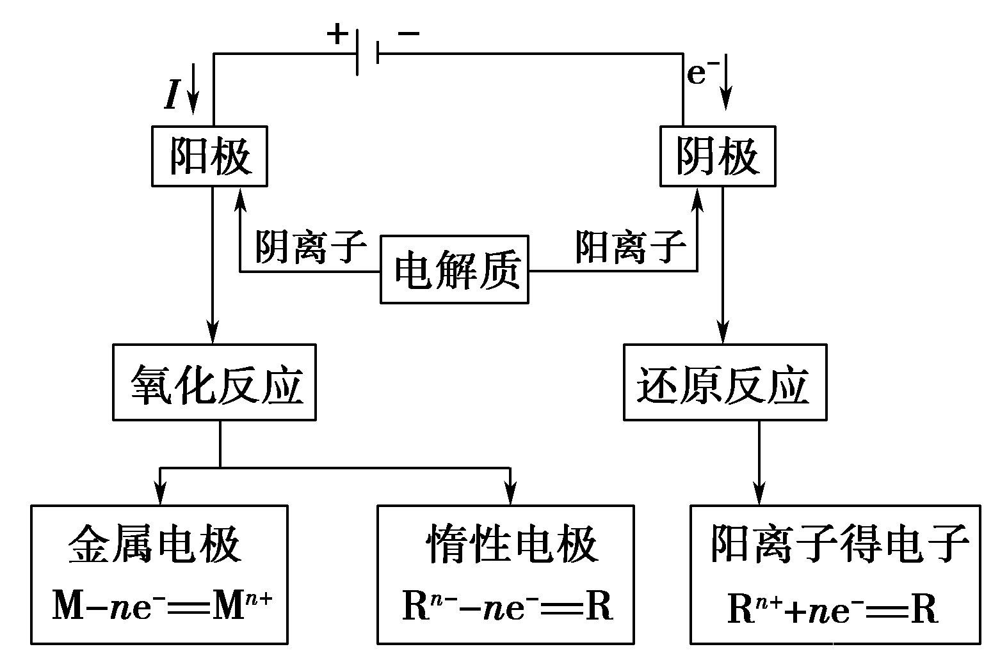 + −
I
e⁻
阳极
阴极
阴离子
电解质
阳离子
氧化反应
还原反应
金属电极
M−ne⁻══Mⁿ⁺
惰性电极
Rⁿ⁻−ne⁻══R
阳离子得电子
Rⁿ⁺+ne⁻══R